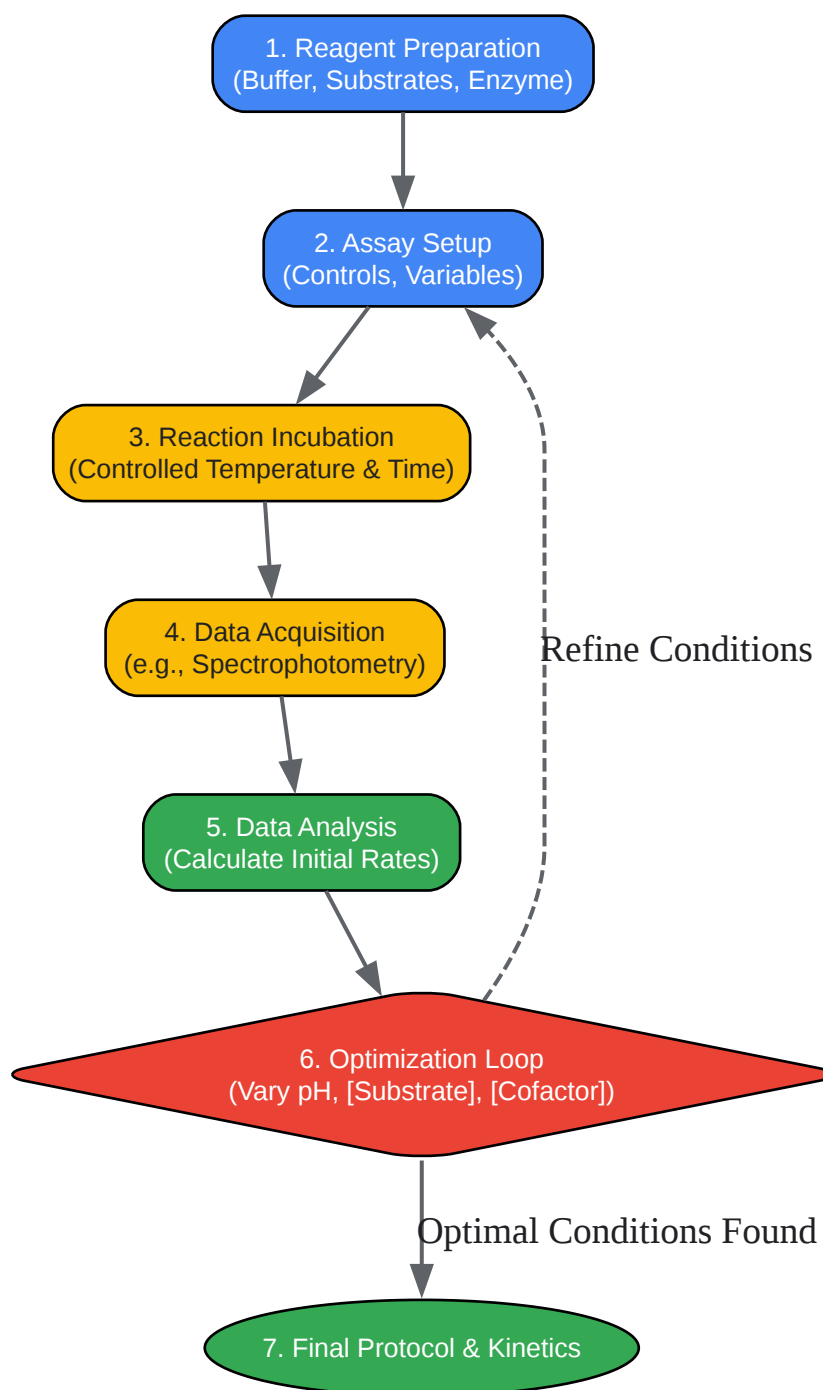 1. Reagent Preparation
(Buffer, Substrates, Enzyme)
2. Assay Setup
(Controls, Variables)
3. Reaction Incubation
(Controlled Temperature & Time)
4. Data Acquisition
(e.g., Spectrophotometry)
Refine Conditions
5. Data Analysis
(Calculate Initial Rates)
6. Optimization Loop
(Vary pH, [Substrate], [Cofactor])
Optimal Conditions Found
7. Final Protocol & Kinetics